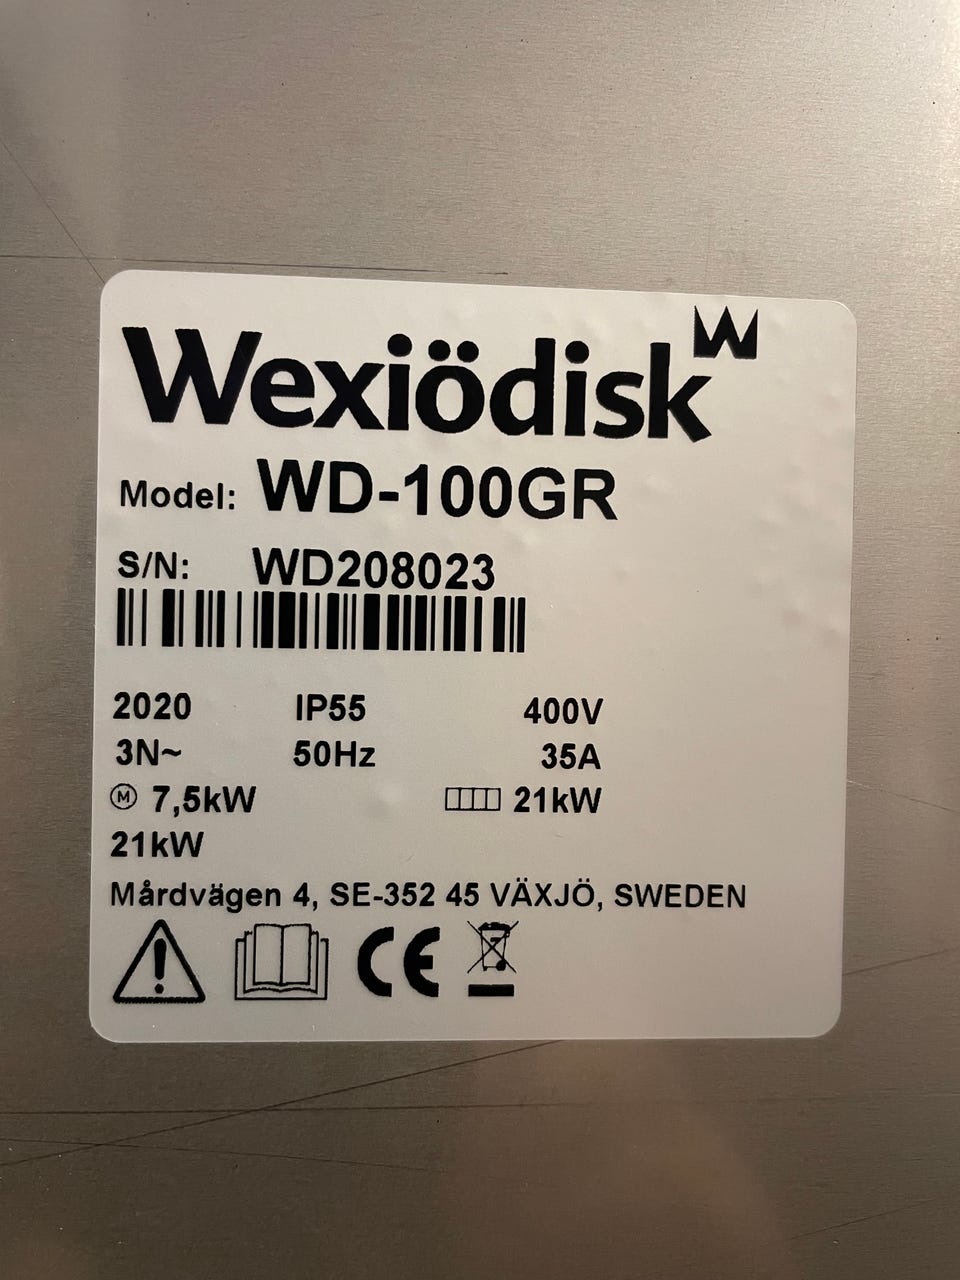 Wexiödisk
Model: WD-100GR
S/N: WD208023
2020 IP55 400V
3N~ 50Hz 35A
M 7,5kW 21kW
21kW
Mårdvägen 4, SE-352 45 VÄXJÖ, SWEDEN
CE